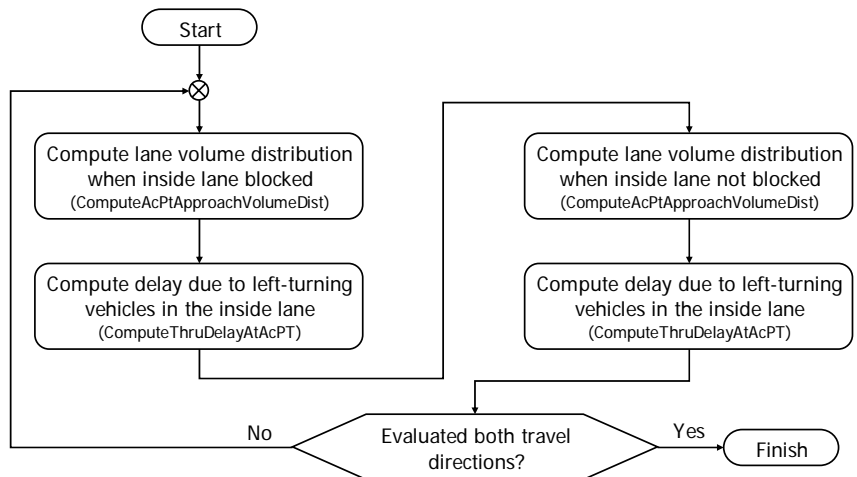 Start
Compute lane volume distribution
when inside lane blocked
(ComputeAcPtApproachVolumeDist)
Compute delay due to left-turning
vehicles in the inside lane
(ComputeThruDelayAtAcPT)
Compute lane volume distribution
when inside lane not blocked
(ComputeAcPtApproachVolumeDist)
Compute delay due to left-turning
vehicles in the inside lane
(ComputeThruDelayAtAcPT)
No
Evaluated both travel
directions?
Yes
Finish